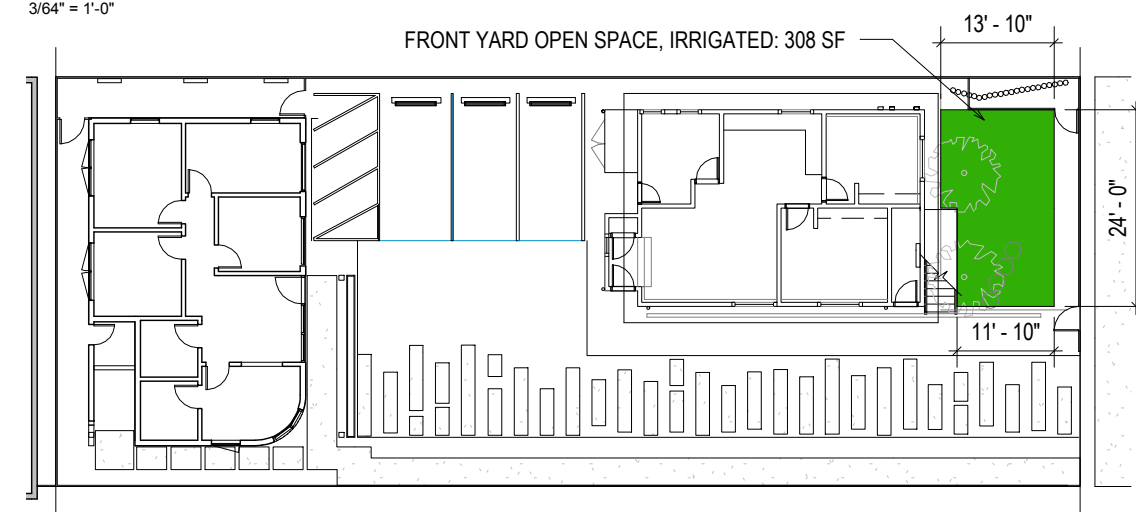 3/64" = 1'-0"
13' - 10"
FRONT YARD OPEN SPACE, IRRIGATED: 308 SF
24' - 0"
11' - 10"